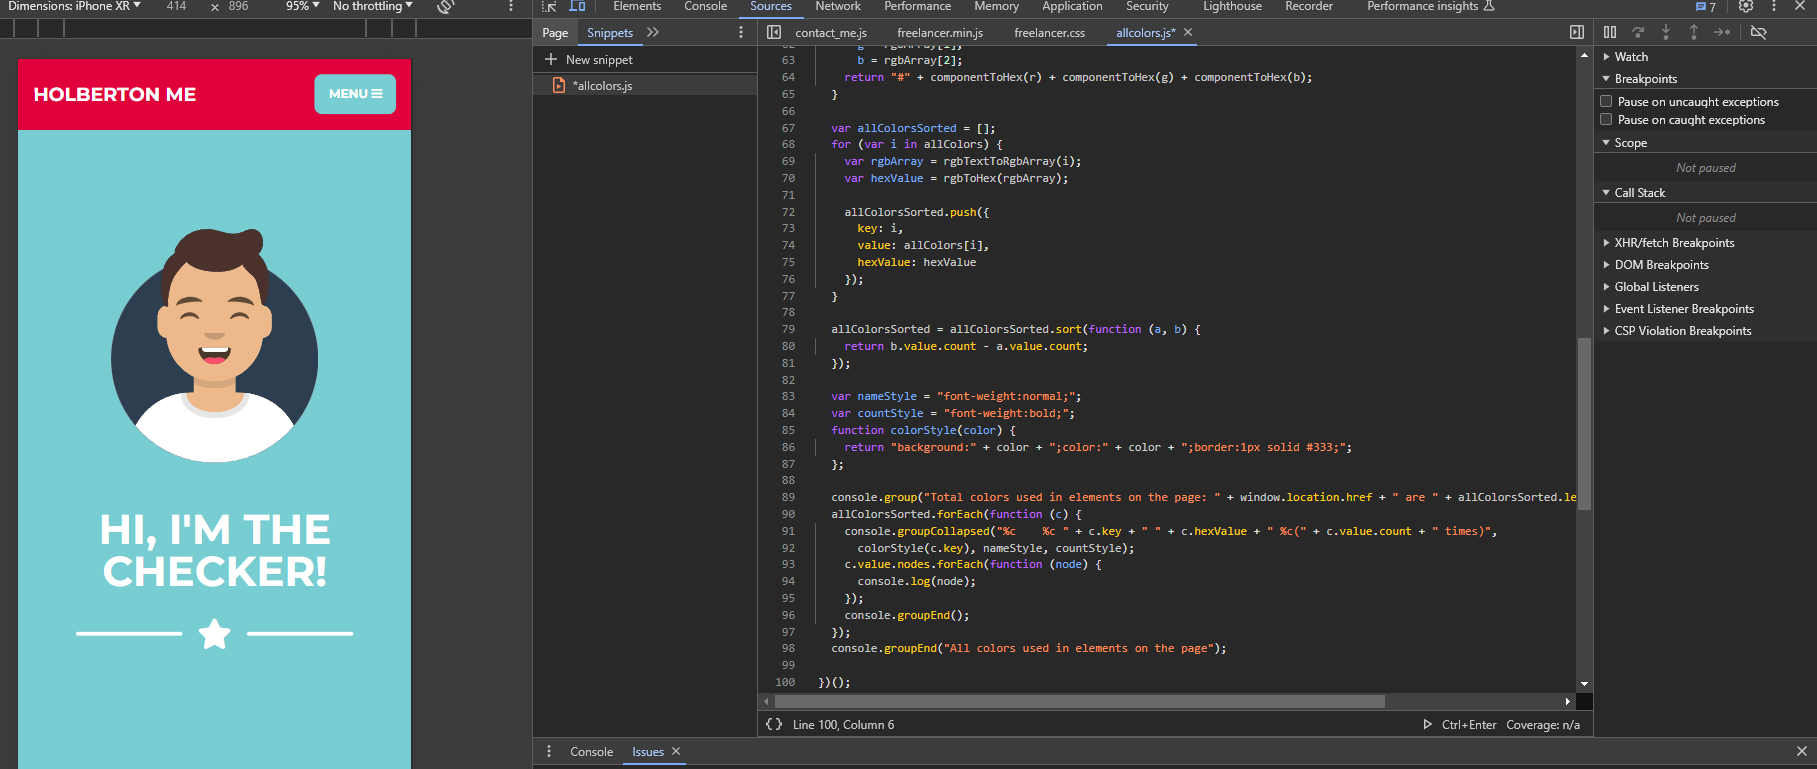 Dimensions: iPhone XR ▼ 414 × 896 95% ▼ No throttling ▼
Elements Console Sources Network Performance Memory Application Security Lighthouse Recorder Performance insights 7
Page Snippets
contact_me.js freelancer.min.js freelancer.css allcolors.js* ×
+ New snippet
*allcolors.js
HOLBERTON ME
MENU
HI, I'M THE
CHECKER!
63 b = rgbArray[2];
64 return "#" + componentToHex(r) + componentToHex(g) + componentToHex(b);
65 }
66
67 var allColorsSorted = [];
68 for (var i in allColors) {
69 var rgbArray = rgbTextToRgbArray(i);
70 var hexValue = rgbToHex(rgbArray);
71
72 allColorsSorted.push({
73 key: i,
74 value: allColors[i],
75 hexValue: hexValue
76 });
77 }
78
79 allColorsSorted = allColorsSorted.sort(function (a, b) {
80 return b.value.count - a.value.count;
81 });
82
83 var nameStyle = "font-weight:normal;";
84 var countStyle = "font-weight:bold;";
85 function colorStyle(color) {
86 return "background:" + color + ";color:" + color + ";border:1px solid #333;";
87 };
88
89 console.group("Total colors used in elements on the page: " + window.location.href + " are " + allColorsSorted.le
90 allColorsSorted.forEach(function (c) {
91 console.groupCollapsed("%c    %c " + c.key + " " + c.hexValue + " %c(" + c.value.count + " times)",
92 colorStyle(c.key), nameStyle, countStyle);
93 c.value.nodes.forEach(function (node) {
94 console.log(node);
95 });
96 console.groupEnd();
97 });
98 console.groupEnd("All colors used in elements on the page");
99
100 })();
{ } Line 100, Column 6 Ctrl+Enter Coverage: n/a
Watch
Breakpoints
Pause on uncaught exceptions
Pause on caught exceptions
Scope
Not paused
Call Stack
Not paused
XHR/fetch Breakpoints
DOM Breakpoints
Global Listeners
Event Listener Breakpoints
CSP Violation Breakpoints
Console Issues ×